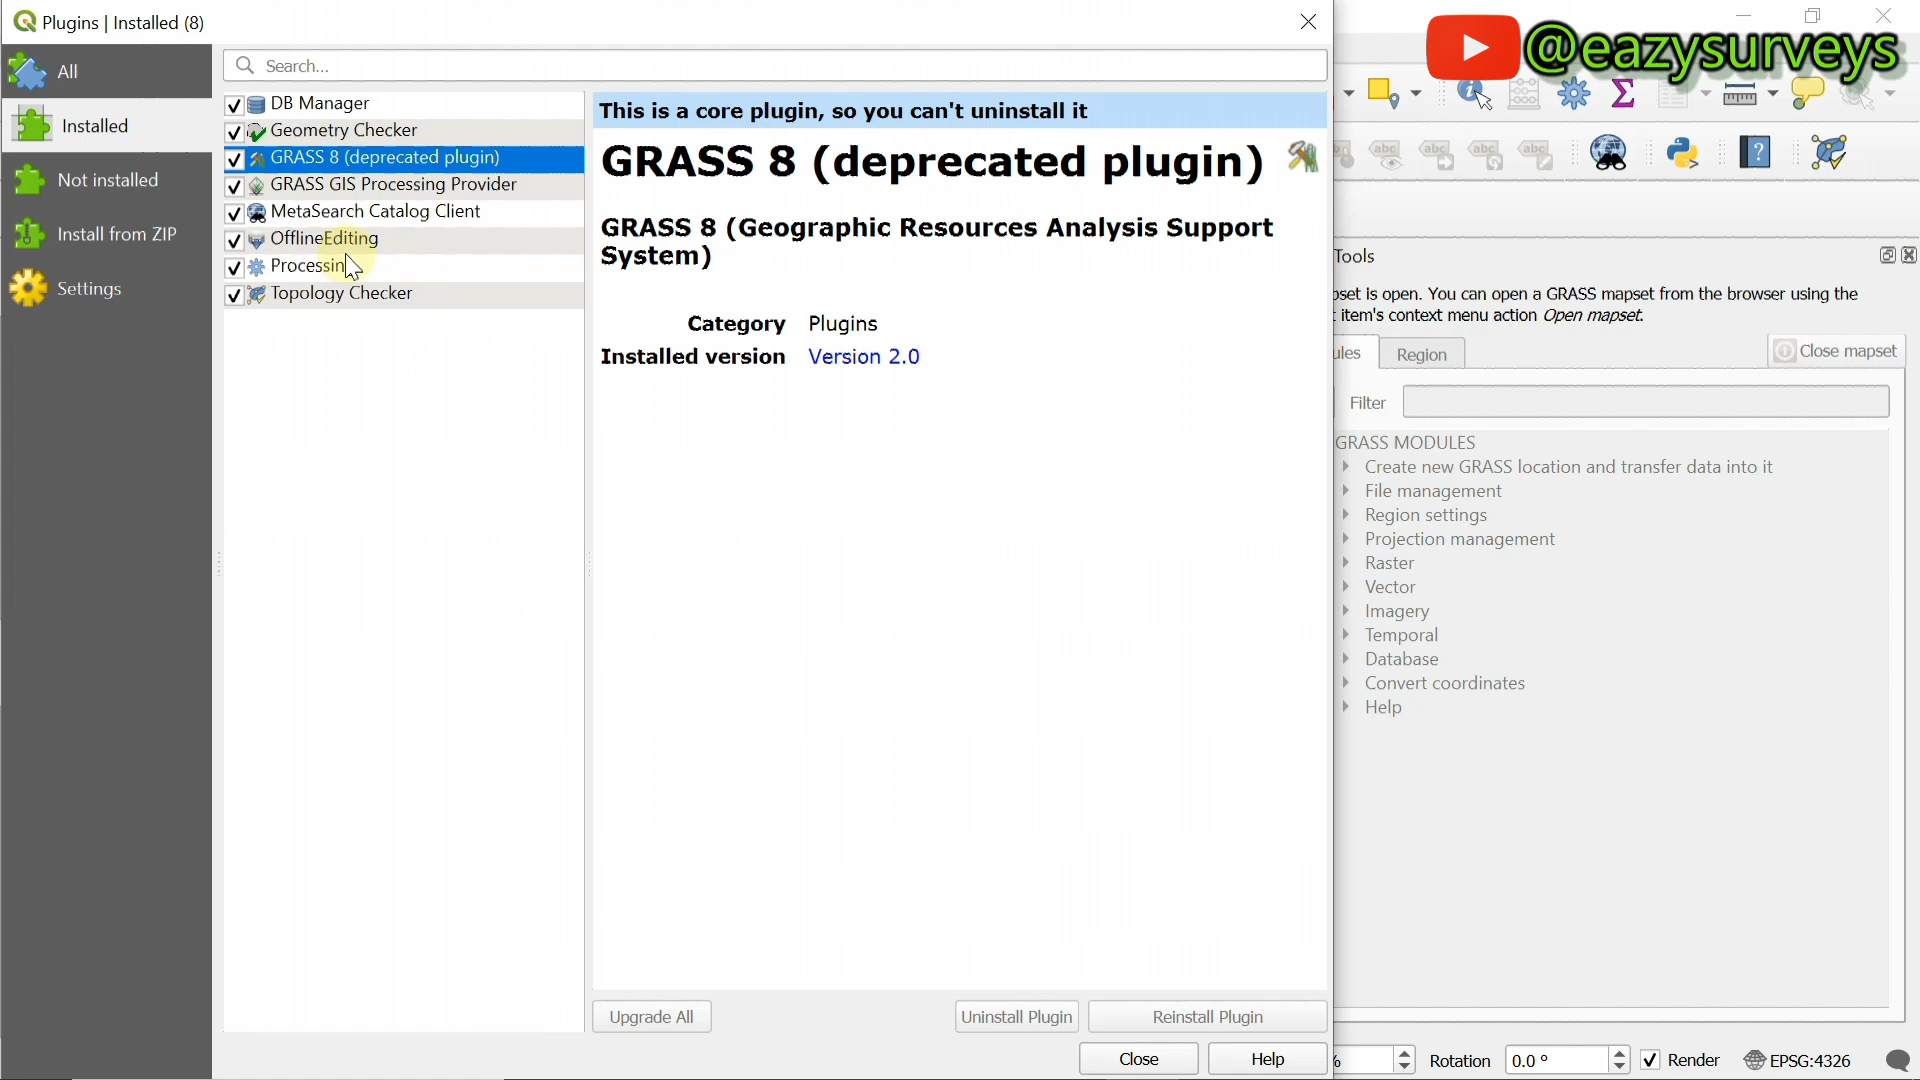 Plugins | Installed (8)
@eazysurveys
All
Installed
Not installed
Install from ZIP
Settings
Search...
DB Manager
Geometry Checker
GRASS 8 (deprecated plugin)
GRASS GIS Processing Provider
MetaSearch Catalog Client
OfflineEditing
Processin
Topology Checker
This is a core plugin, so you can't uninstall it
GRASS 8 (deprecated plugin)
GRASS 8 (Geographic Resources Analysis Support
System)
Category Plugins
Installed version Version 2.0
Upgrade All
Uninstall Plugin
Reinstall Plugin
Close
Help
Tools
pset is open. You can open a GRASS mapset from the browser using the
item's context menu action Open mapset.
ules
Region
Close mapset
Filter
GRASS MODULES
Create new GRASS location and transfer data into it
File management
Region settings
Projection management
Raster
Vector
Imagery
Temporal
Database
Convert coordinates
Help
%
Rotation
0.0 °
Render
EPSG:4326